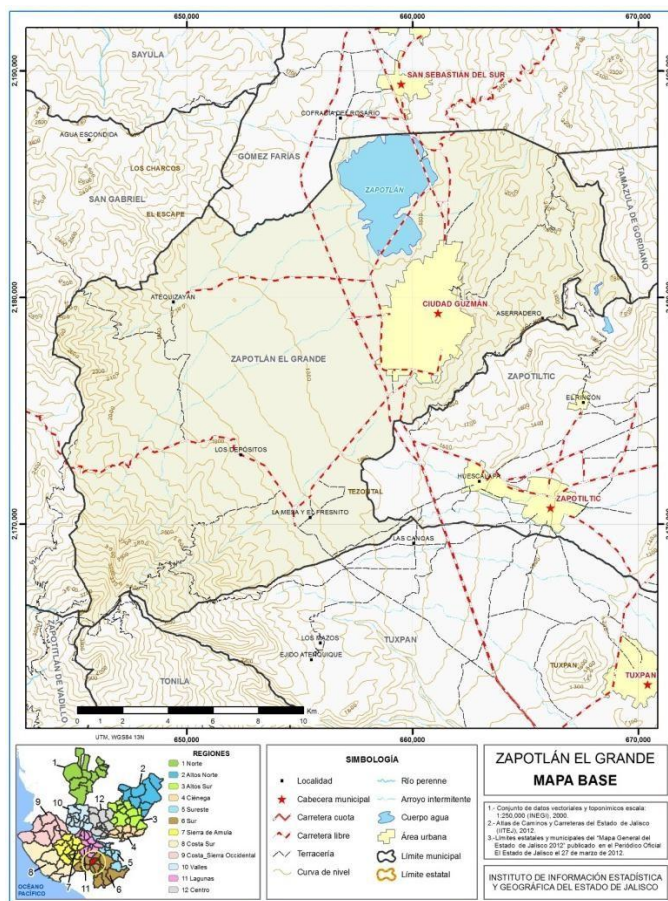 650,000
660,000
670,000
2,190,000
SAYULA
SAN SEBASTIÁN DEL SUR
COFRADÍA DEL ROSARIO
AGUA ESCONDIDA
GÓMEZ FARÍAS
LOS CHARCOS
ZAPOTLÁN
SAN GABRIEL
EL ESCAPE
TAMAZULA DE GORDIANO
2,180,000
ATEQUIZAYÁN
CIUDAD GUZMÁN
ASERRADERO
ZAPOTLÁN EL GRANDE
ZAPOTILTIC
EL RINCÓN
LOS DEPÓSITOS
HUESCALAPA
TEZONTAL
ZAPOTILTIC
LA MESA Y EL FRESNITO
2,170,000
LAS CANOAS
ZAPOTITLÁN DE VADILLO
LOS MAZOS
TUXPAN
EJIDO ATENQUIQUE
TUXPAN
TONILA
TUXPAN
0 1 2 4 6 8 10
Km
UTM, WGS84 13N
650,000
660,000
670,000
REGIONES
1 Norte
2 Altos Norte
3 Altos Sur
4 Ciénega
5 Sureste
6 Sur
7 Sierra de Amula
8 Costa Sur
9 Costa_Sierra Occidental
10 Valles
11 Lagunas
12 Centro
OCÉANO
PACÍFICO
SIMBOLOGÍA
Localidad
Cabecera municipal
Carretera cuota
Carretera libre
Terracería
Curva de nivel
Río perenne
Arroyo intermitente
Cuerpo agua
Área urbana
Límite municipal
Límite estatal
ZAPOTLÁN EL GRANDE
MAPA BASE
1.- Conjunto de datos vectoriales y toponímicos escala:
1:250,000 (INEGI), 2000.
2.-Atlas de Caminos y Carreteras del Estado de Jalisco
(IITEJ), 2012.
3.-Límites estatales y municipales del "Mapa General del
Estado de Jalisco 2012" publicado en el Periódico Oficial
El Estado de Jalisco el 27 de marzo de 2012.
INSTITUTO DE INFORMACIÓN ESTADÍSTICA
Y GEOGRÁFICA DEL ESTADO DE JALISCO